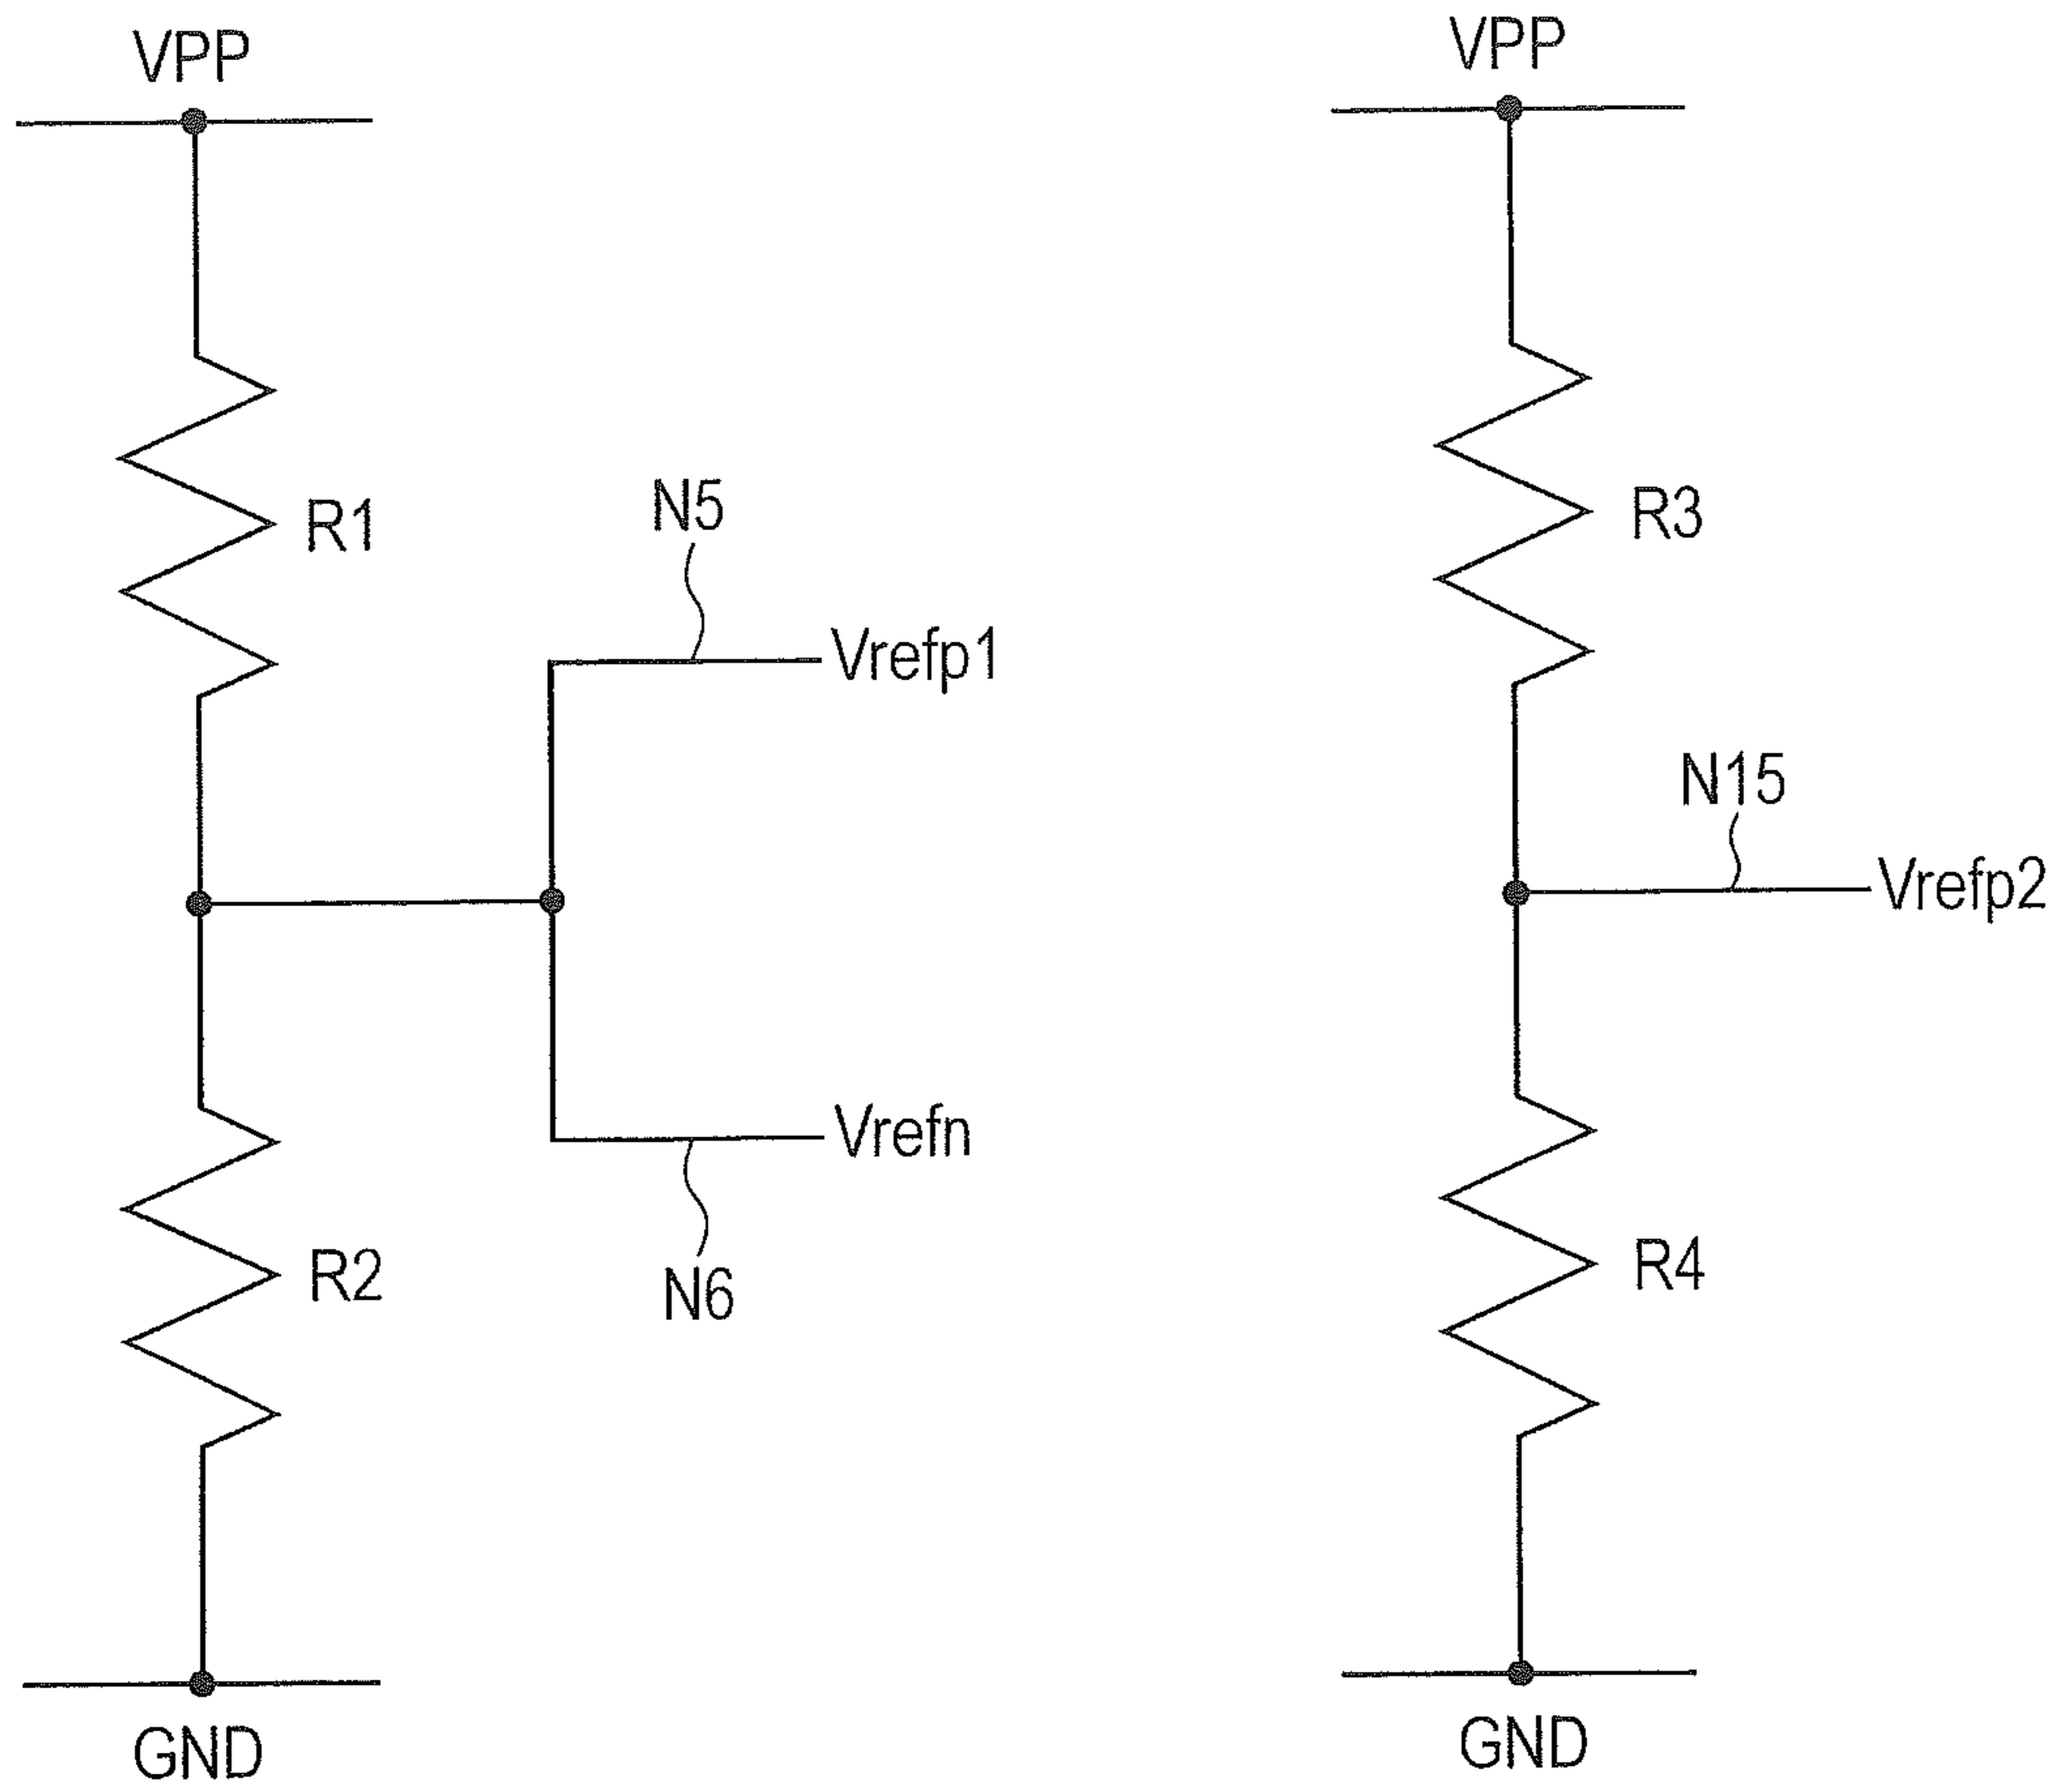 VPP
VPP
N5
R1
R3
Vrefp1
N15
Vrefp2
Vrefn
R2
N6
R4
GND
GND